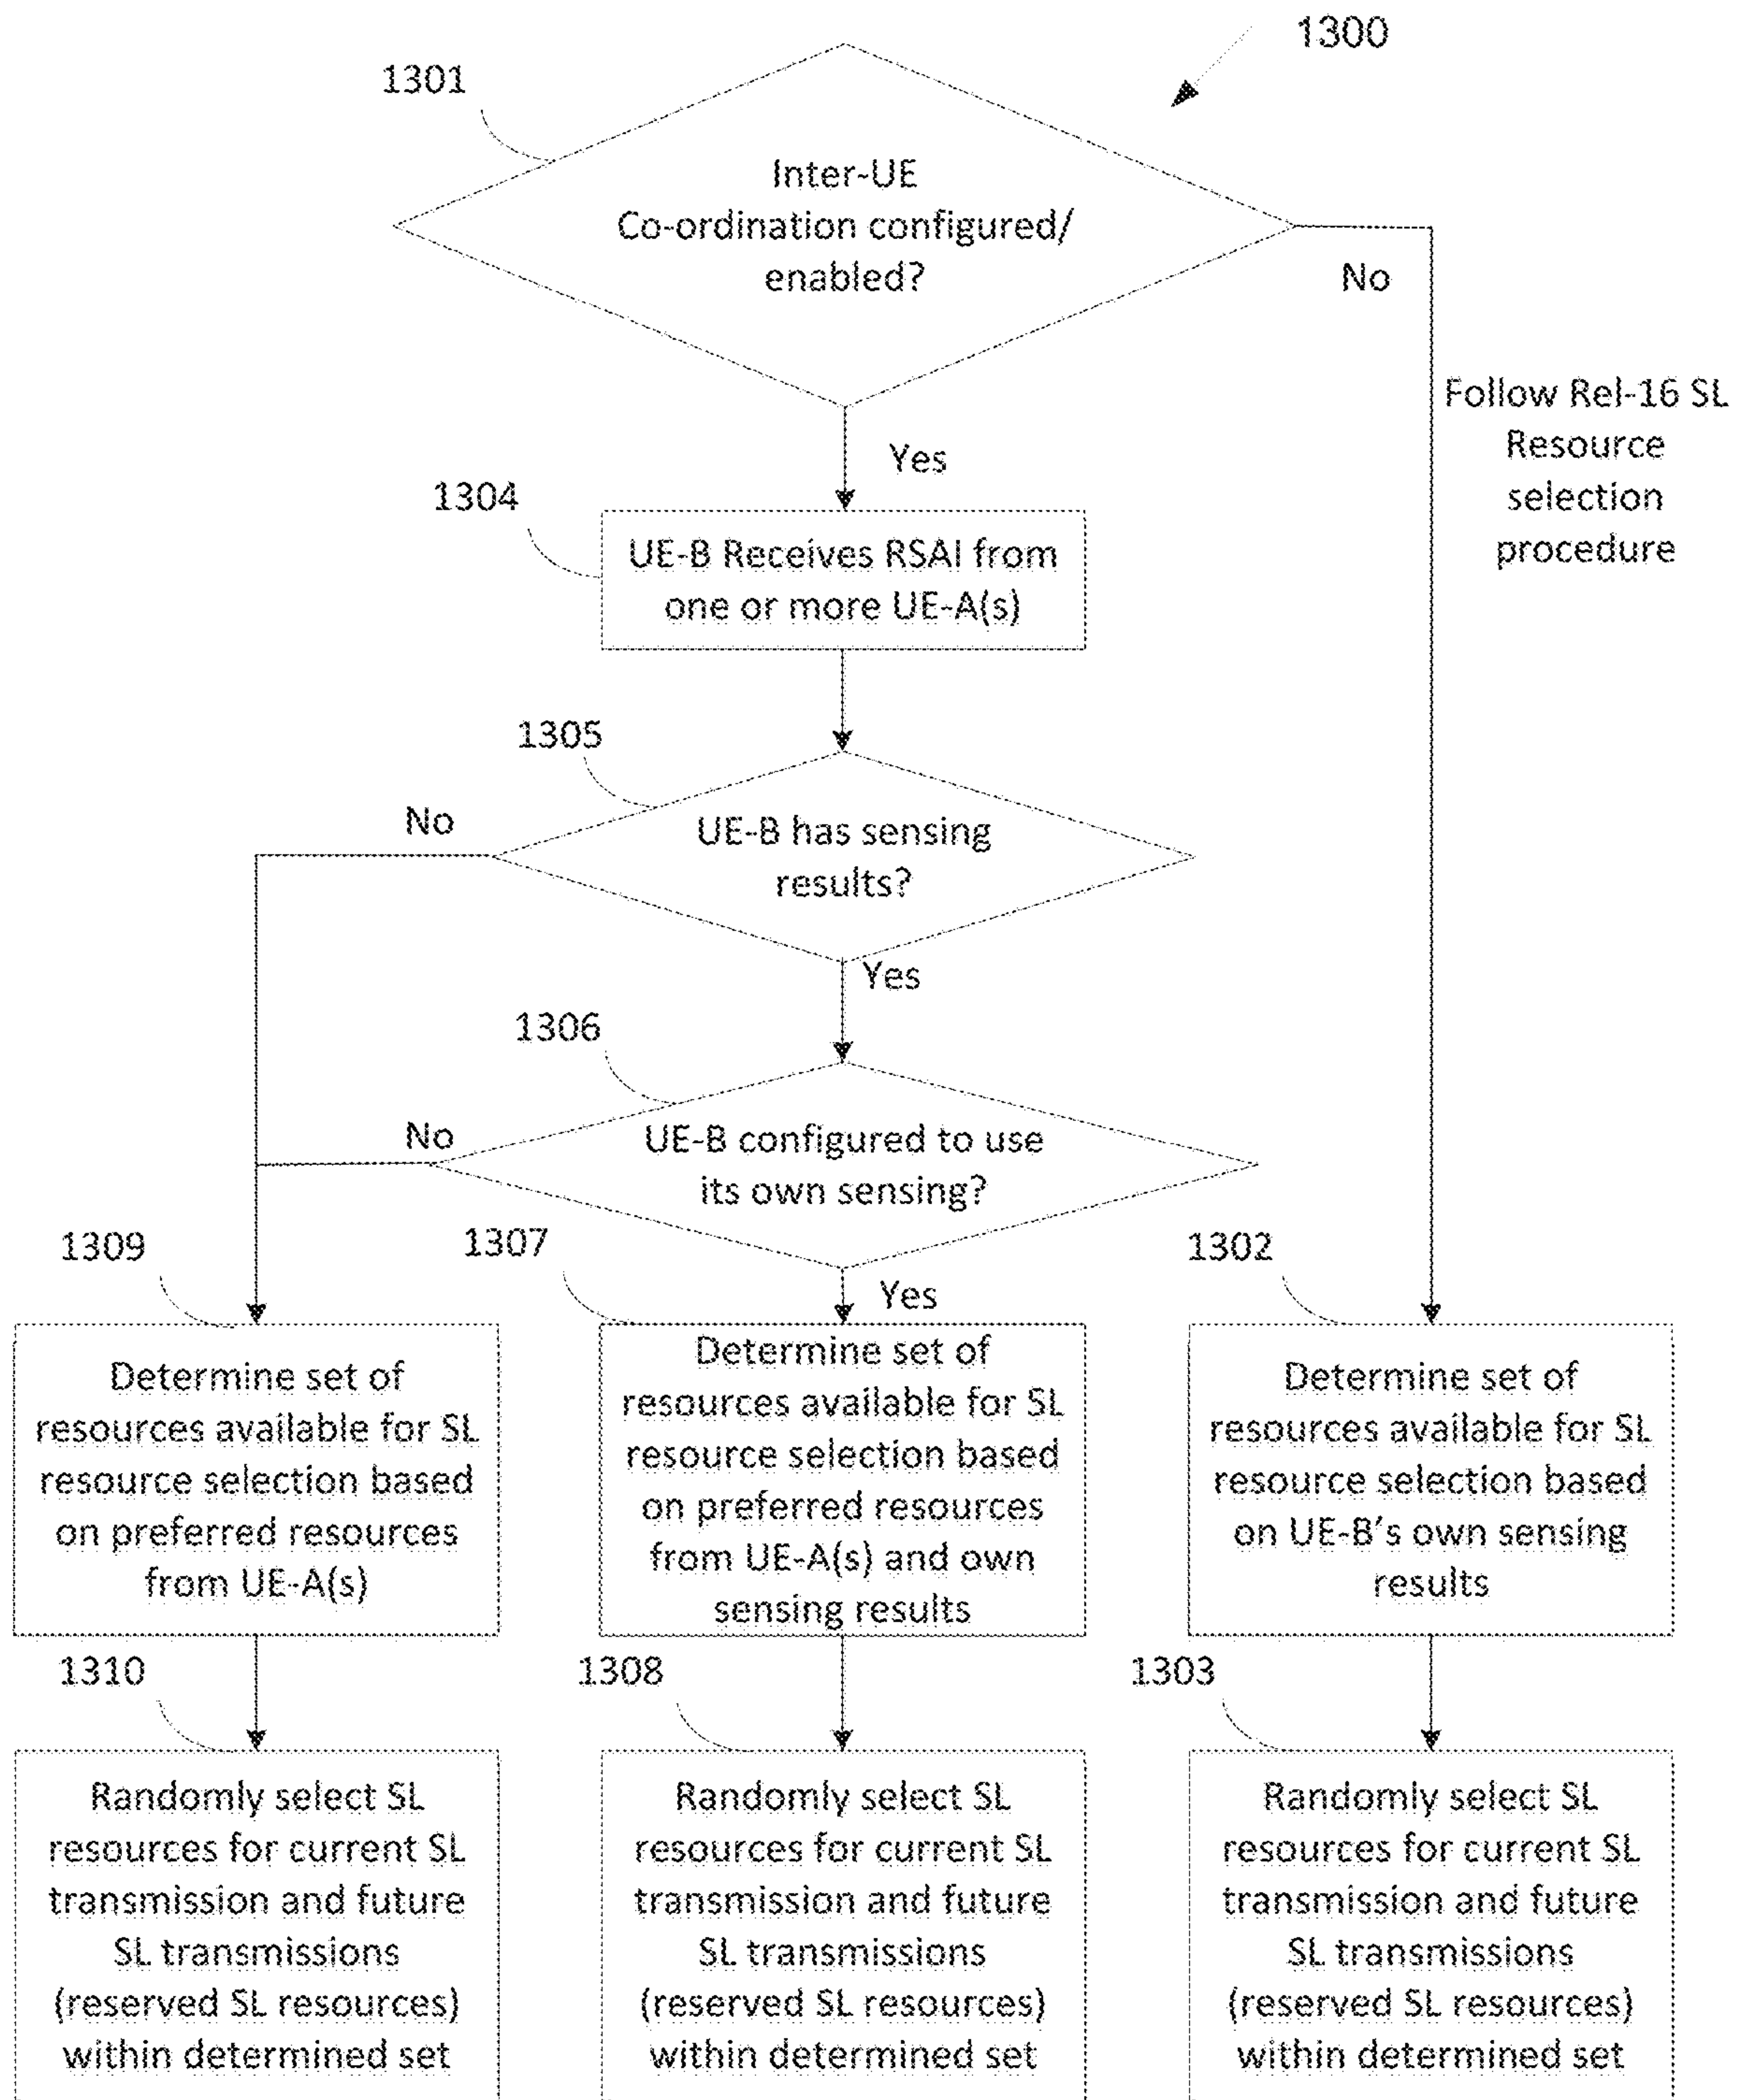 1300
1301
Inter-UE
Co-ordination configured/
enabled?
No
Follow Rel-16 SL
Resource
selection
procedure
Yes
1304
UE-B Receives RSAI from
one or more UE-A(s)
1305
No
UE-B has sensing
results?
Yes
1306
No
UE-B configured to use
its own sensing?
1309
1307
1302
Yes
Determine set of
resources available for SL
resource selection based
on preferred resources
from UE-A(s)
Determine set of
resources available for SL
resource selection based
on preferred resources
from UE-A(s) and own
sensing results
Determine set of
resources available for SL
resource selection based
on UE-B's own sensing
results
1310
1308
1303
Randomly select SL
resources for current SL
transmission and future
SL transmissions
(reserved SL resources)
within determined set
Randomly select SL
resources for current SL
transmission and future
SL transmissions
(reserved SL resources)
within determined set
Randomly select SL
resources for current SL
transmission and future
SL transmissions
(reserved SL resources)
within determined set